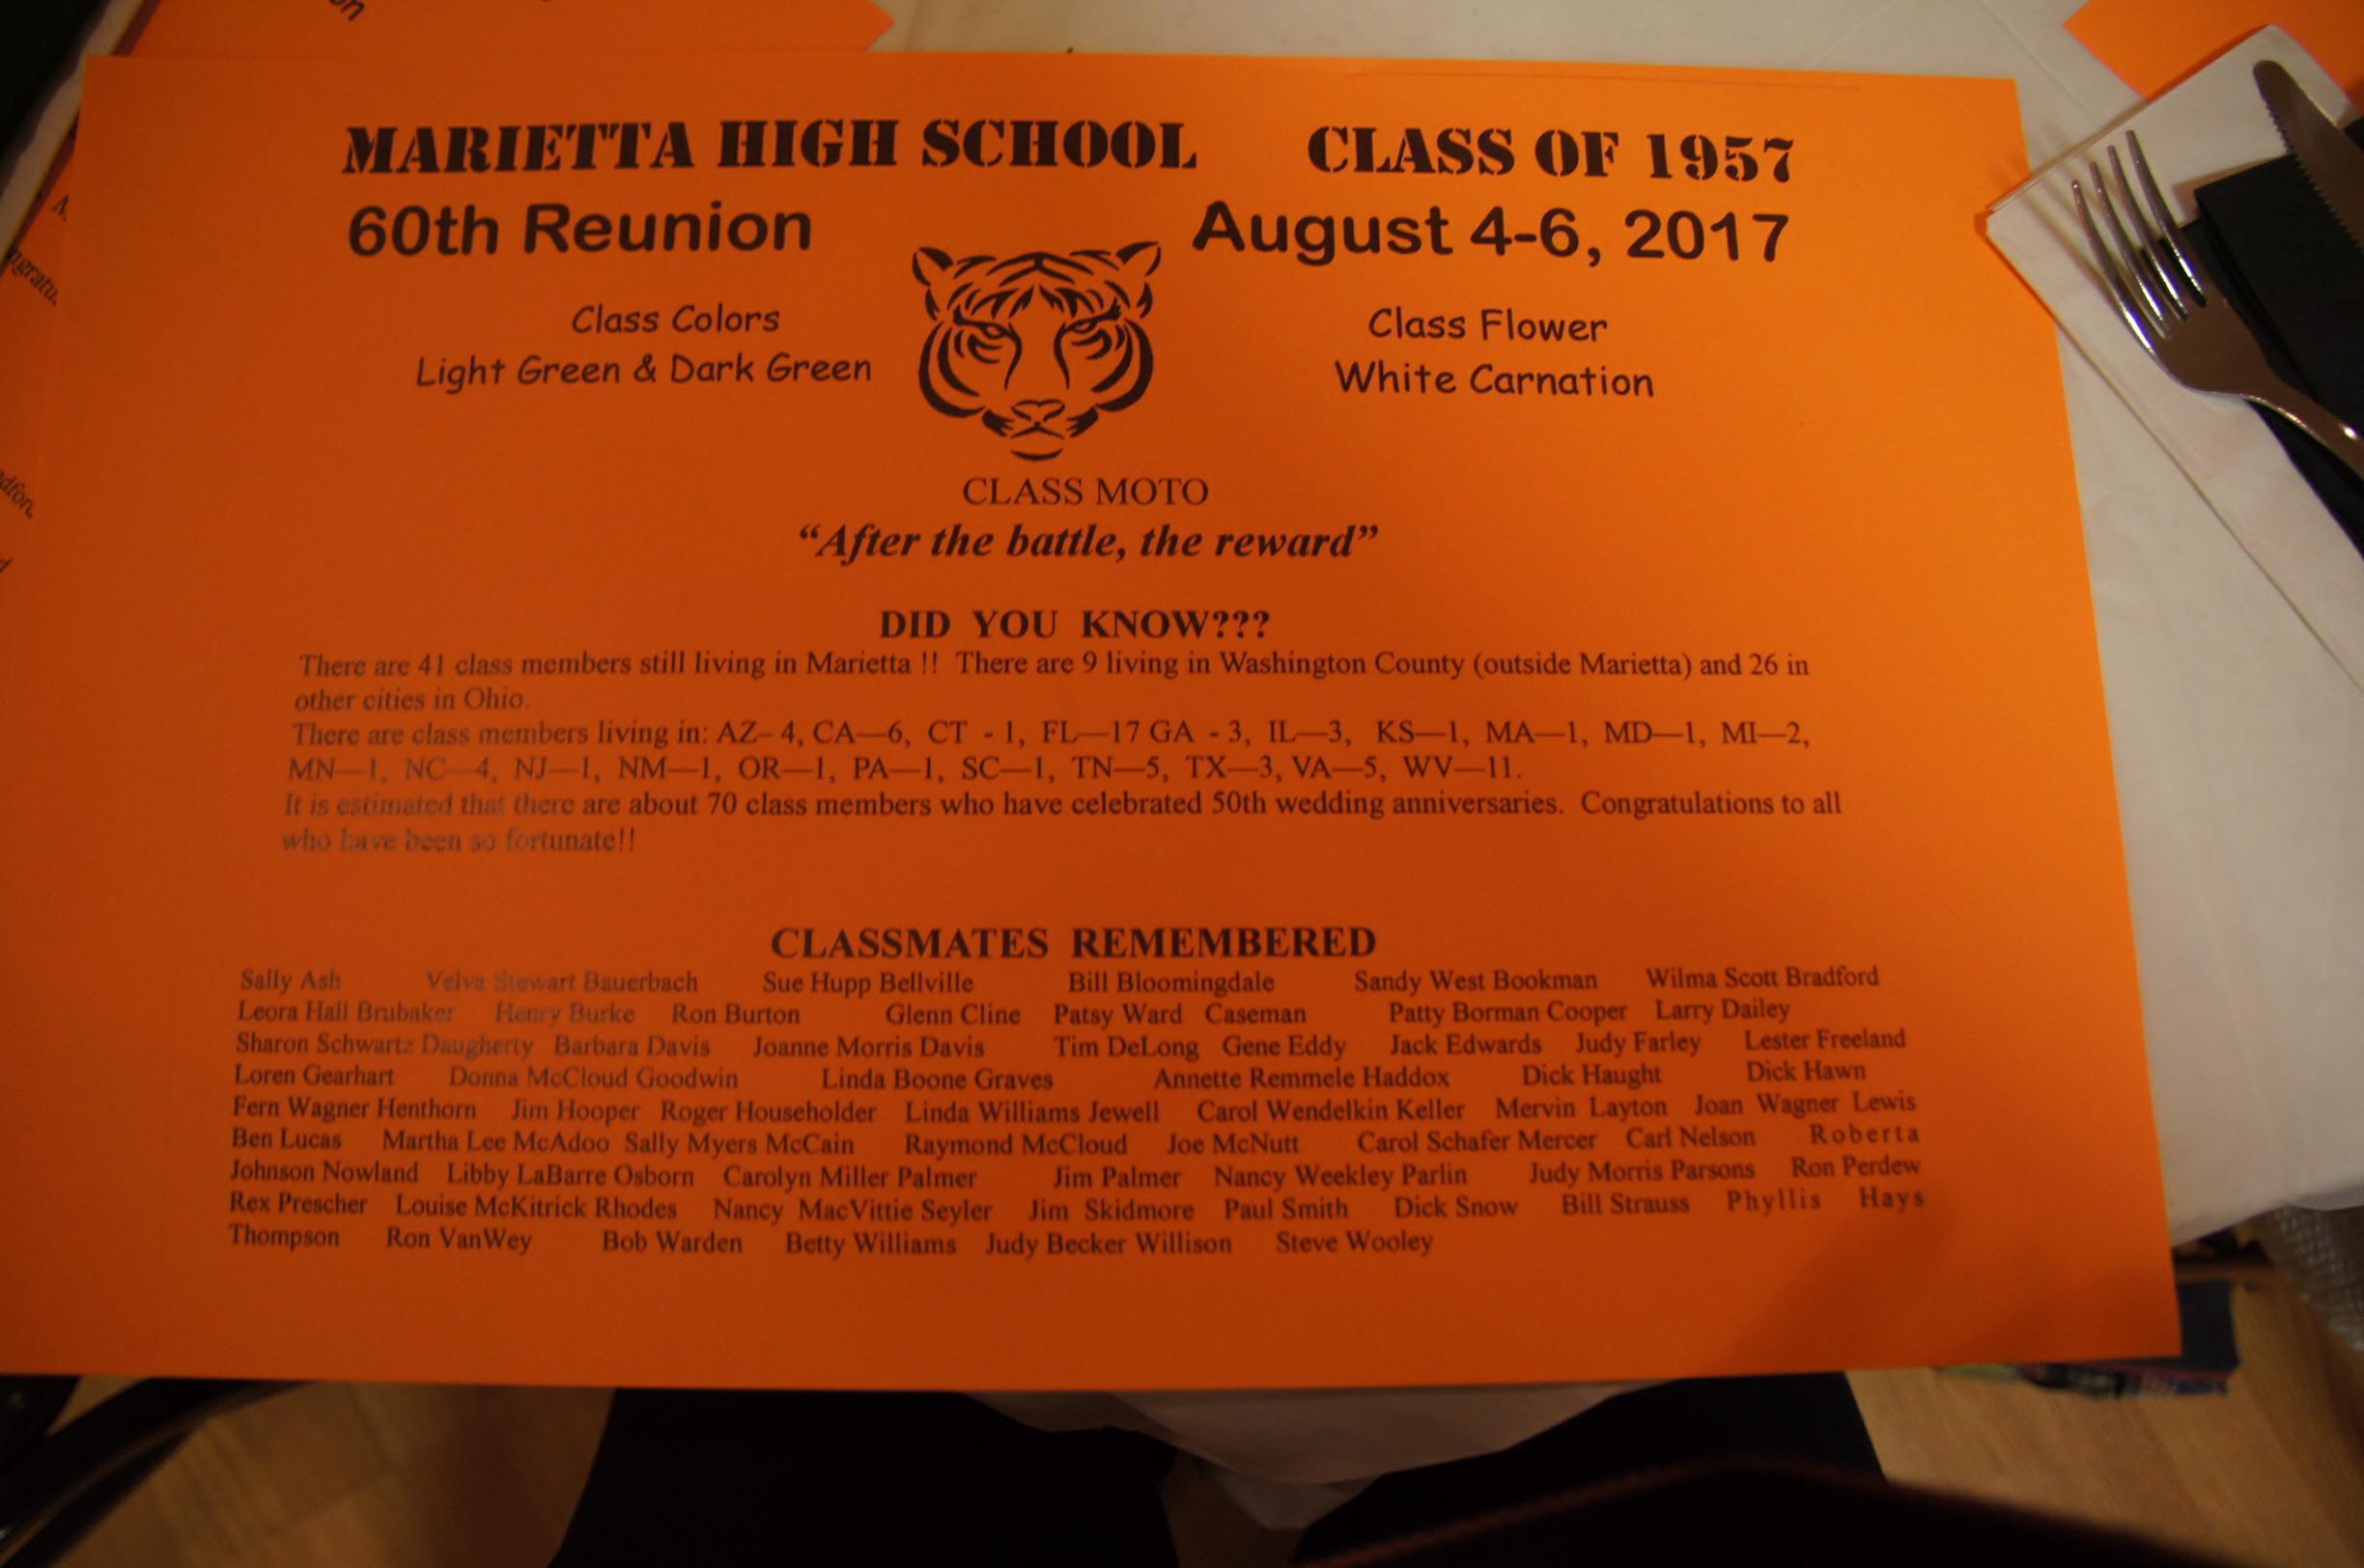 MARIETTA HIGH SCHOOL CLASS OF 1957
60th Reunion August 4-6, 2017
Class Colors Class Flower
Light Green & Dark Green White Carnation
CLASS MOTO
“After the battle, the reward”
DID YOU KNOW???
There are 41 class members still living in Marietta !! There are 9 living in Washington County (outside Marietta) and 26 in
other cities in Ohio.
There are class members living in: AZ– 4, CA—6, CT - 1, FL—17 GA - 3, IL—3, KS—1, MA—1, MD—1, MI—2,
MN—1, NC—4, NJ—1, NM—1, OR—1, PA—1, SC—1, TN—5, TX—3, VA—5, WV—11.
It is estimated that there are about 70 class members who have celebrated 50th wedding anniversaries. Congratulations to all
who have been so fortunate!!
CLASSMATES REMEMBERED
Sally Ash Velva Stewart Bauerbach Sue Hupp Bellville Bill Bloomingdale Sandy West Bookman Wilma Scott Bradford
Leora Hall Brubaker Henry Burke Ron Burton Glenn Cline Patsy Ward Caseman Patty Borman Cooper Larry Dailey
Sharon Schwartz Daugherty Barbara Davis Joanne Morris Davis Tim DeLong Gene Eddy Jack Edwards Judy Farley Lester Freeland
Loren Gearhart Donna McCloud Goodwin Linda Boone Graves Annette Remmele Haddox Dick Haught Dick Hawn
Fern Wagner Henthorn Jim Hooper Roger Householder Linda Williams Jewell Carol Wendelkin Keller Mervin Layton Joan Wagner Lewis
Ben Lucas Martha Lee McAdoo Sally Myers McCain Raymond McCloud Joe McNutt Carol Schafer Mercer Carl Nelson Roberta
Johnson Nowland Libby LaBarre Osborn Carolyn Miller Palmer Jim Palmer Nancy Weekley Parlin Judy Morris Parsons Ron Perdew
Rex Prescher Louise McKitrick Rhodes Nancy MacVittie Seyler Jim Skidmore Paul Smith Dick Snow Bill Strauss Phyllis Hays
Thompson Ron VanWey Bob Warden Betty Williams Judy Becker Willison Steve Wooley